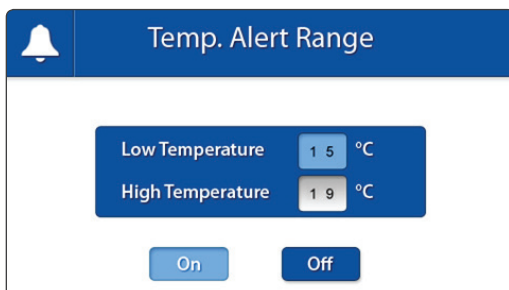 Temp. Alert Range
Low Temperature 15 °C
High Temperature 19 °C
On Off